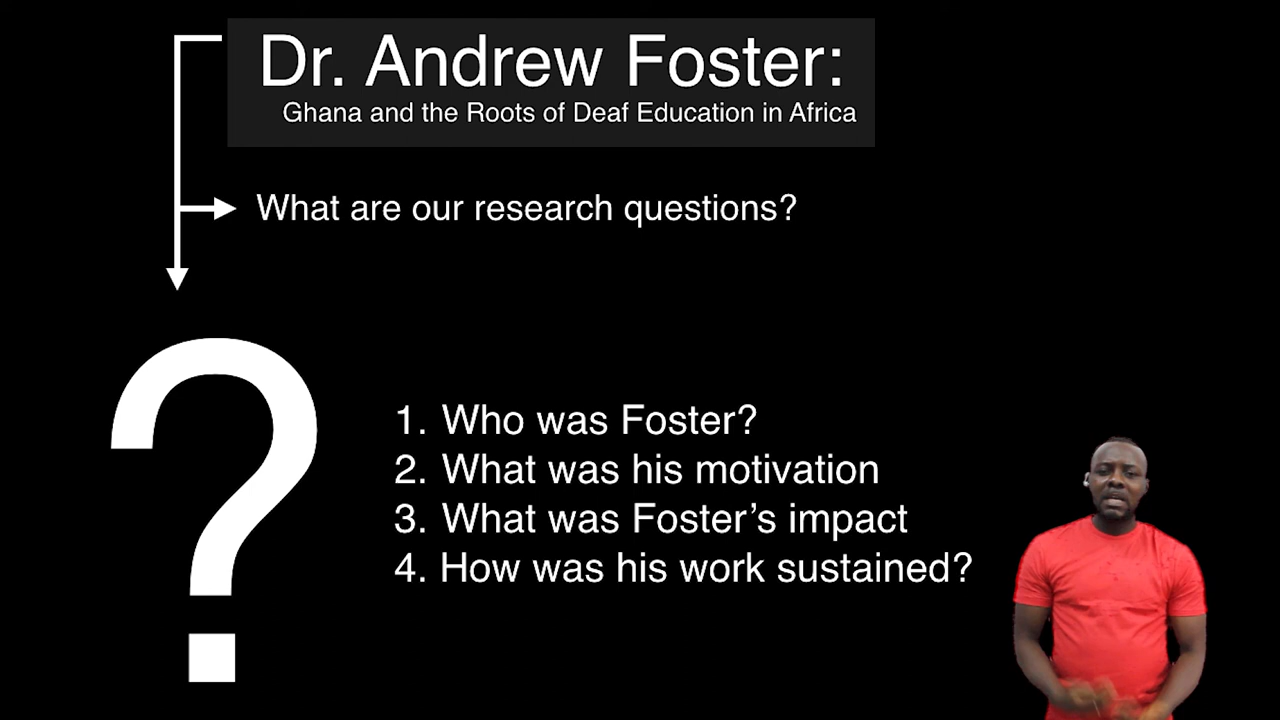 Dr. Andrew Foster:
Ghana and the Roots of Deaf Education in Africa
What are our research questions?
?
1. Who was Foster?
2. What was his motivation
3. What was Foster's impact
4. How was his work sustained?